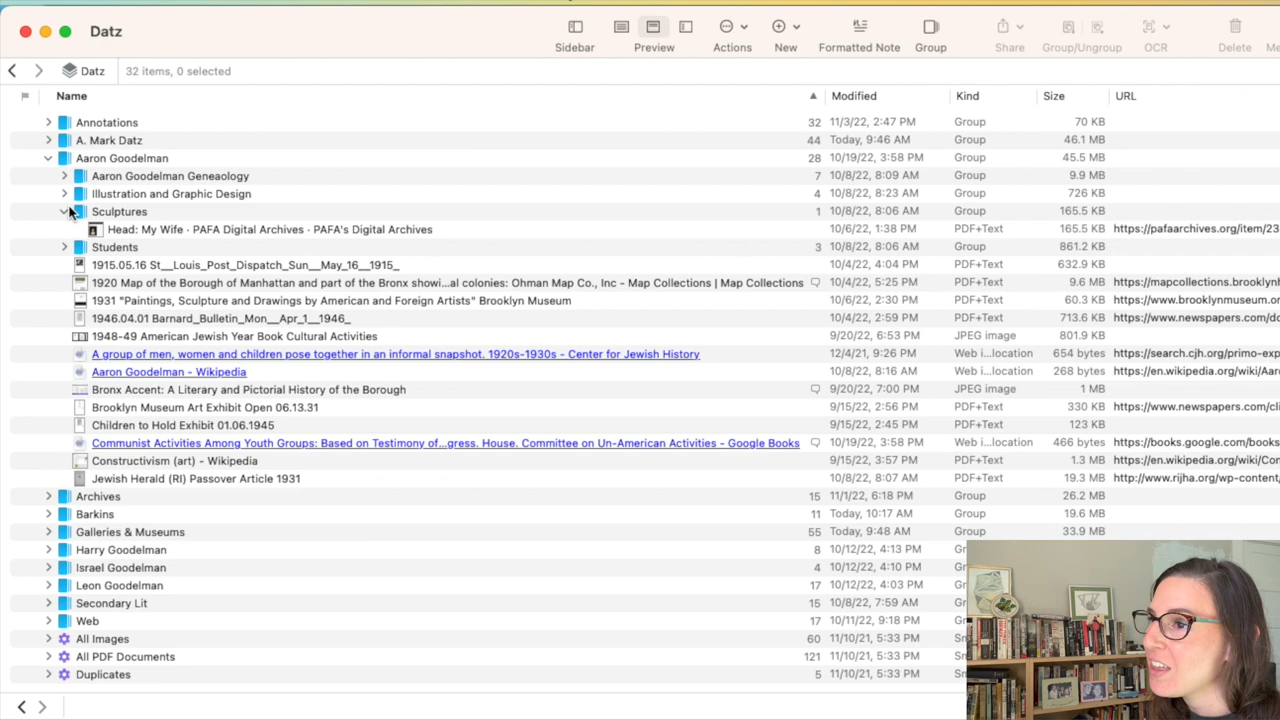 Datz
Sidebar Preview Actions New Formatted Note Group Share Group/Ungroup OCR Delete Me
Datz 32 items, 0 selected
Name Modified Kind Size URL
Annotations 32 11/3/22, 2:47 PM Group 70 KB
A. Mark Datz 44 Today, 9:46 AM Group 46.1 MB
Aaron Goodelman 28 10/19/22, 3:58 PM Group 45.5 MB
Aaron Goodelman Geneaology 7 10/8/22, 8:09 AM Group 9.9 MB
Illustration and Graphic Design 4 10/8/22, 8:23 AM Group 726 KB
Sculptures 1 10/8/22, 8:06 AM Group 165.5 KB
Head: My Wife · PAFA Digital Archives · PAFA's Digital Archives 10/6/22, 1:38 PM PDF+Text 165.5 KB https://pafaarchives.org/item/23
Students 3 10/8/22, 8:06 AM Group 861.2 KB
1915.05.16 St__Louis_Post_Dispatch_Sun__May_16__1915_ 10/4/22, 4:04 PM PDF+Text 632.9 KB
1920 Map of the Borough of Manhattan and part of the Bronx showi...al colonies: Ohman Map Co., Inc - Map Collections | Map Collections 10/4/22, 5:25 PM PDF+Text 9.6 MB https://mapcollections.brooklynh
1931 "Paintings, Sculpture and Drawings by American and Foreign Artists" Brooklyn Museum 10/6/22, 2:30 PM PDF+Text 60.3 KB https://www.brooklynmuseum.o
1946.04.01 Barnard_Bulletin_Mon__Apr_1__1946_ 10/4/22, 2:59 PM PDF+Text 713.6 KB https://www.newspapers.com/do
1948-49 American Jewish Year Book Cultural Activities 9/20/22, 6:53 PM JPEG image 801.9 KB
A group of men, women and children pose together in an informal snapshot. 1920s-1930s - Center for Jewish History 12/4/21, 9:26 PM Web i...location 654 bytes https://search.cjh.org/primo-exp
Aaron Goodelman - Wikipedia 10/8/22, 8:16 AM Web i...location 268 bytes https://en.wikipedia.org/wiki/Aar
Bronx Accent: A Literary and Pictorial History of the Borough 9/20/22, 7:00 PM JPEG image 1 MB
Brooklyn Museum Art Exhibit Open 06.13.31 9/15/22, 2:56 PM PDF+Text 330 KB https://www.newspapers.com/cli
Children to Hold Exhibit 01.06.1945 9/15/22, 2:45 PM PDF+Text 123 KB
Communist Activities Among Youth Groups: Based on Testimony of...gress. House. Committee on Un-American Activities - Google Books 10/19/22, 3:58 PM Web i...location 466 bytes https://books.google.com/books
Constructivism (art) - Wikipedia 9/15/22, 3:57 PM PDF+Text 1.3 MB https://en.wikipedia.org/wiki/Con
Jewish Herald (RI) Passover Article 1931 10/8/22, 8:07 AM PDF+Text 19.3 MB http://www.rijha.org/wp-content/
Archives 15 11/1/22, 6:18 PM Group 26.2 MB
Barkins 11 Today, 10:17 AM Group 19.6 MB
Galleries & Museums 55 Today, 9:48 AM Group 33.9 MB
Harry Goodelman 8 10/12/22, 4:13 PM Gr
Israel Goodelman 4 10/12/22, 4:10 PM Gr
Leon Goodelman 17 10/12/22, 4:03 PM Gr
Secondary Lit 15 10/8/22, 7:59 AM Gr
Web 17 10/11/22, 9:18 PM Gr
All Images 60 11/10/21, 5:33 PM Sn
All PDF Documents 121 11/10/21, 5:33 PM Sn
Duplicates 5 11/10/21, 5:33 PM Sn